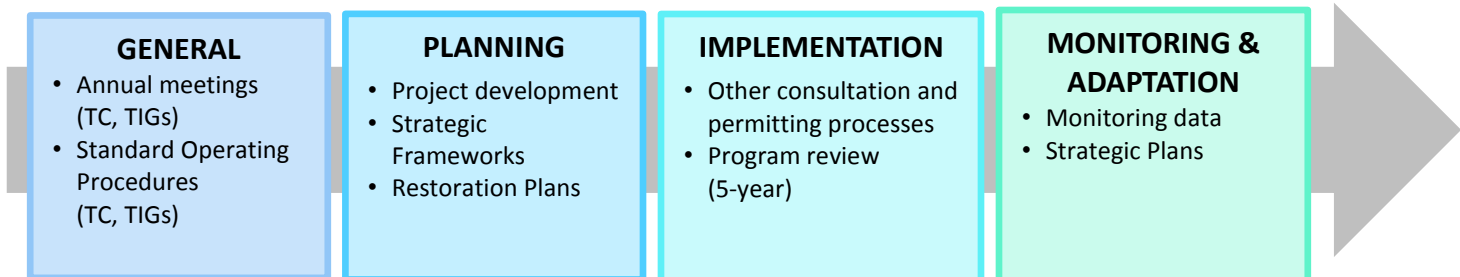 GENERAL
• Annual meetings
(TC, TIGs)
• Standard Operating
Procedures
(TC, TIGs)
PLANNING
• Project development
• Strategic
Frameworks
• Restoration Plans
IMPLEMENTATION
• Other consultation and
permitting processes
• Program review
(5-year)
MONITORING &
ADAPTATION
• Monitoring data
• Strategic Plans